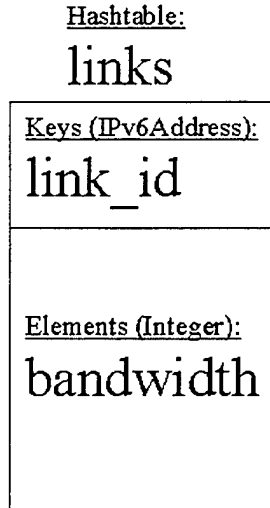 Hashtable:
links
Keys (IPv6Address):
link_id
Elements (Integer):
bandwidth